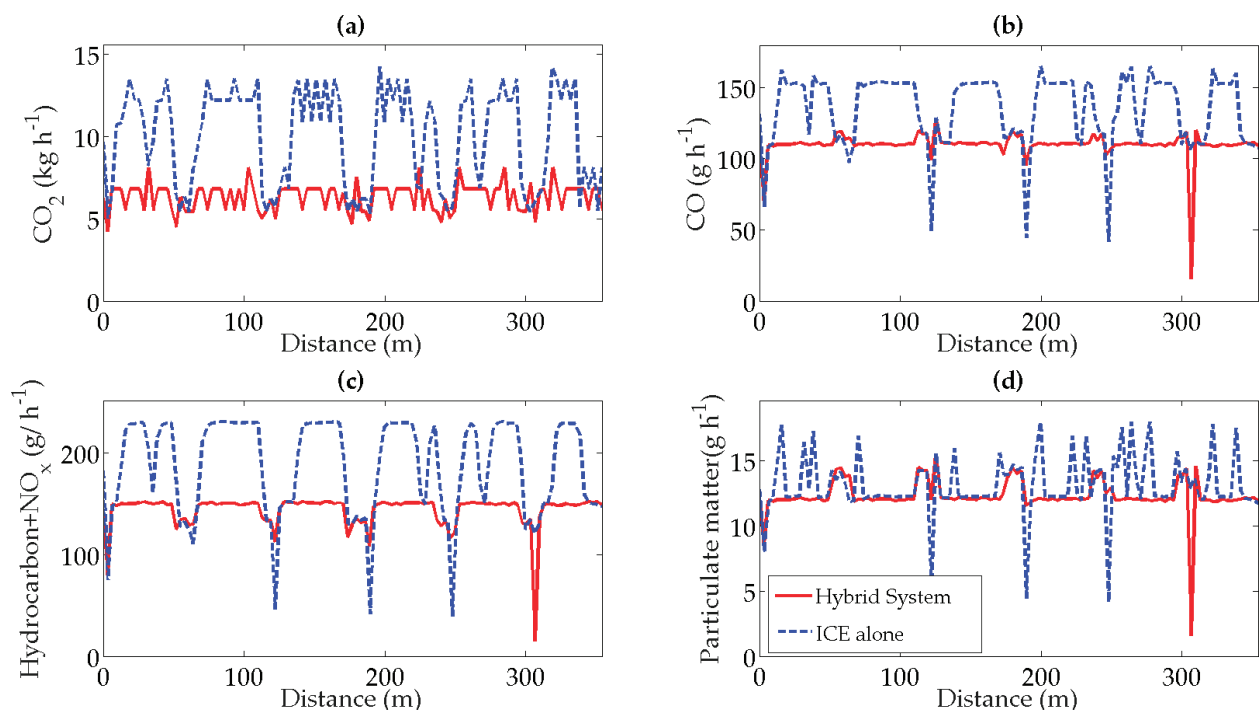 (a)
15
10
5
0
CO2 (kg h-1)
0 100 200 300
Distance (m)
(b)
150
100
50
0
CO (g h-1)
0 100 200 300
Distance (m)
(c)
200
100
0
Hydrocarbon+NOx (g/ h-1)
0 100 200 300
Distance (m)
(d)
15
10
5
0
Particulate matter(g h-1)
Hybrid System
ICE alone
0 100 200 300
Distance (m)